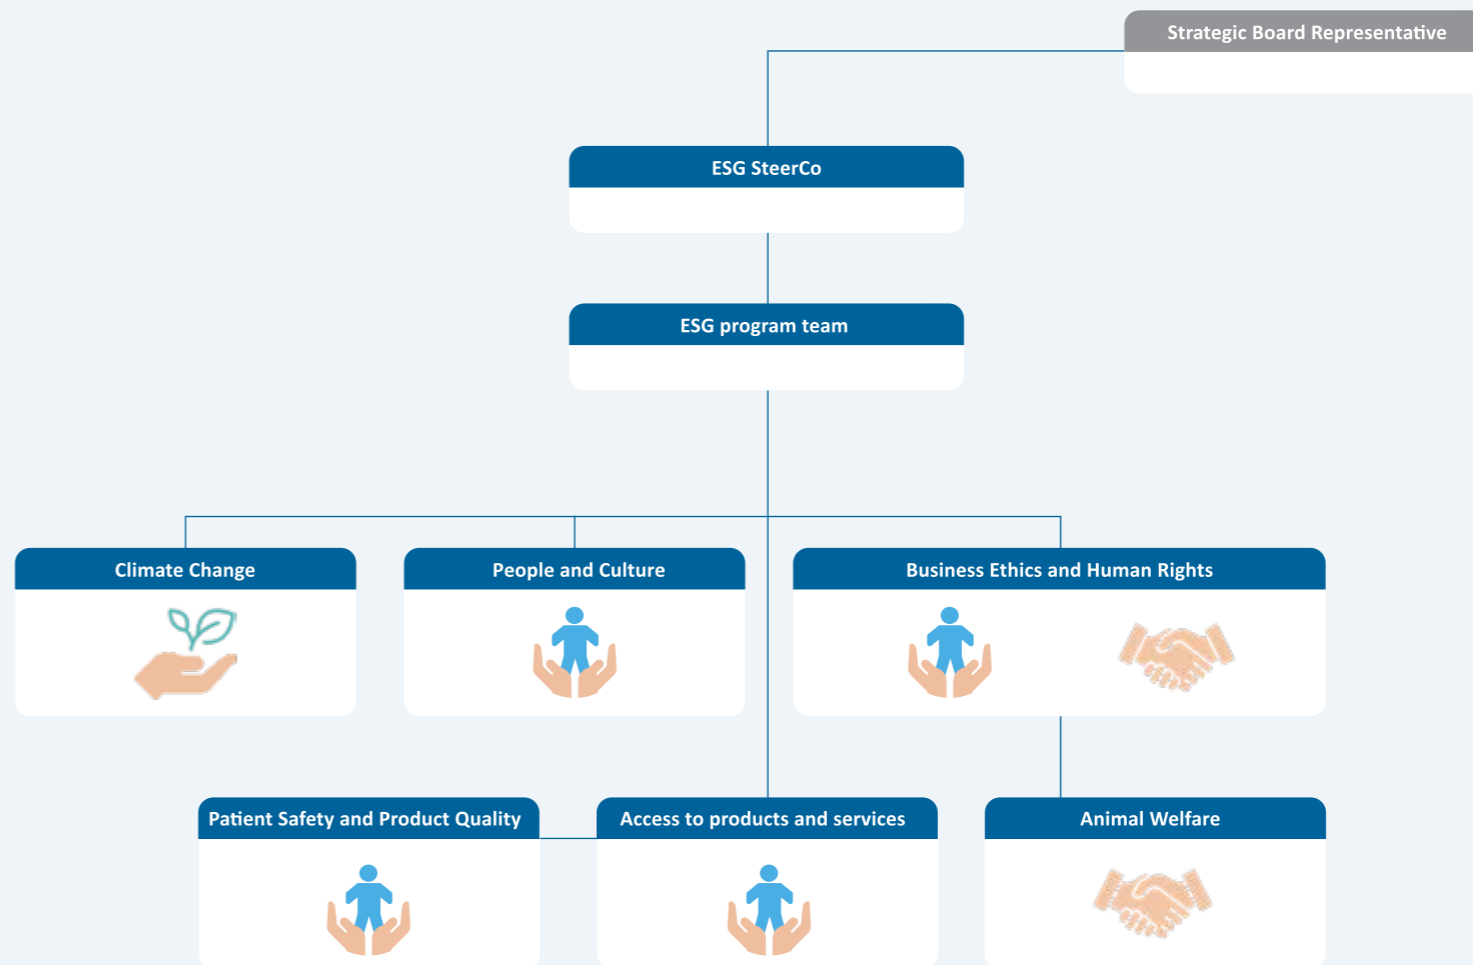 Strategic Board Representative
ESG SteerCo
ESG program team
Climate Change
People and Culture
Business Ethics and Human Rights
Patient Safety and Product Quality
Access to products and services
Animal Welfare